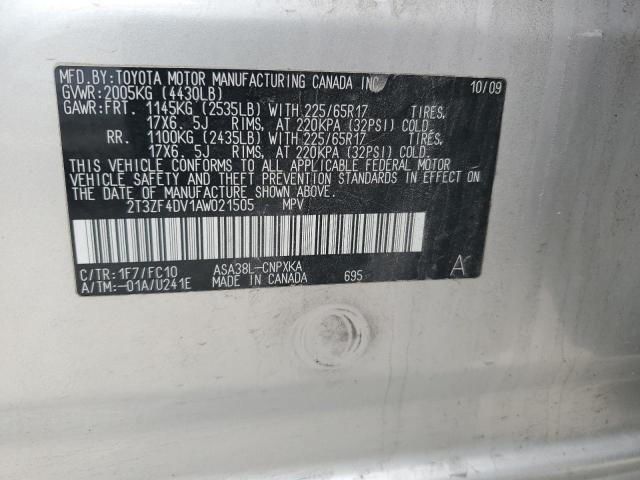 MFD.BY:TOYOTA MOTOR MANUFACTURING CANADA INC 10/09
GVWR:2005KG (4430LB)
GAWR:FRT. 1145KG (2535LB) WITH 225/65R17 TIRES,
17X6.5J RIMS, AT 220KPA (32PSI) COLD.
RR. 1100KG (2435LB) WITH 225/65R17 TIRES,
17X6.5J RIMS, AT 220KPA (32PSI) COLD.
THIS VEHICLE CONFORMS TO ALL APPLICABLE FEDERAL MOTOR
VEHICLE SAFETY AND THEFT PREVENTION STANDARDS IN EFFECT ON THE
DATE OF MANUFACTURE SHOWN ABOVE.
2T3ZF4DV1AW021505 MPV
C/TR:1F7/FC10 ASA38L-CNPXKA A
A/TM:-01A/U241E MADE IN CANADA 695